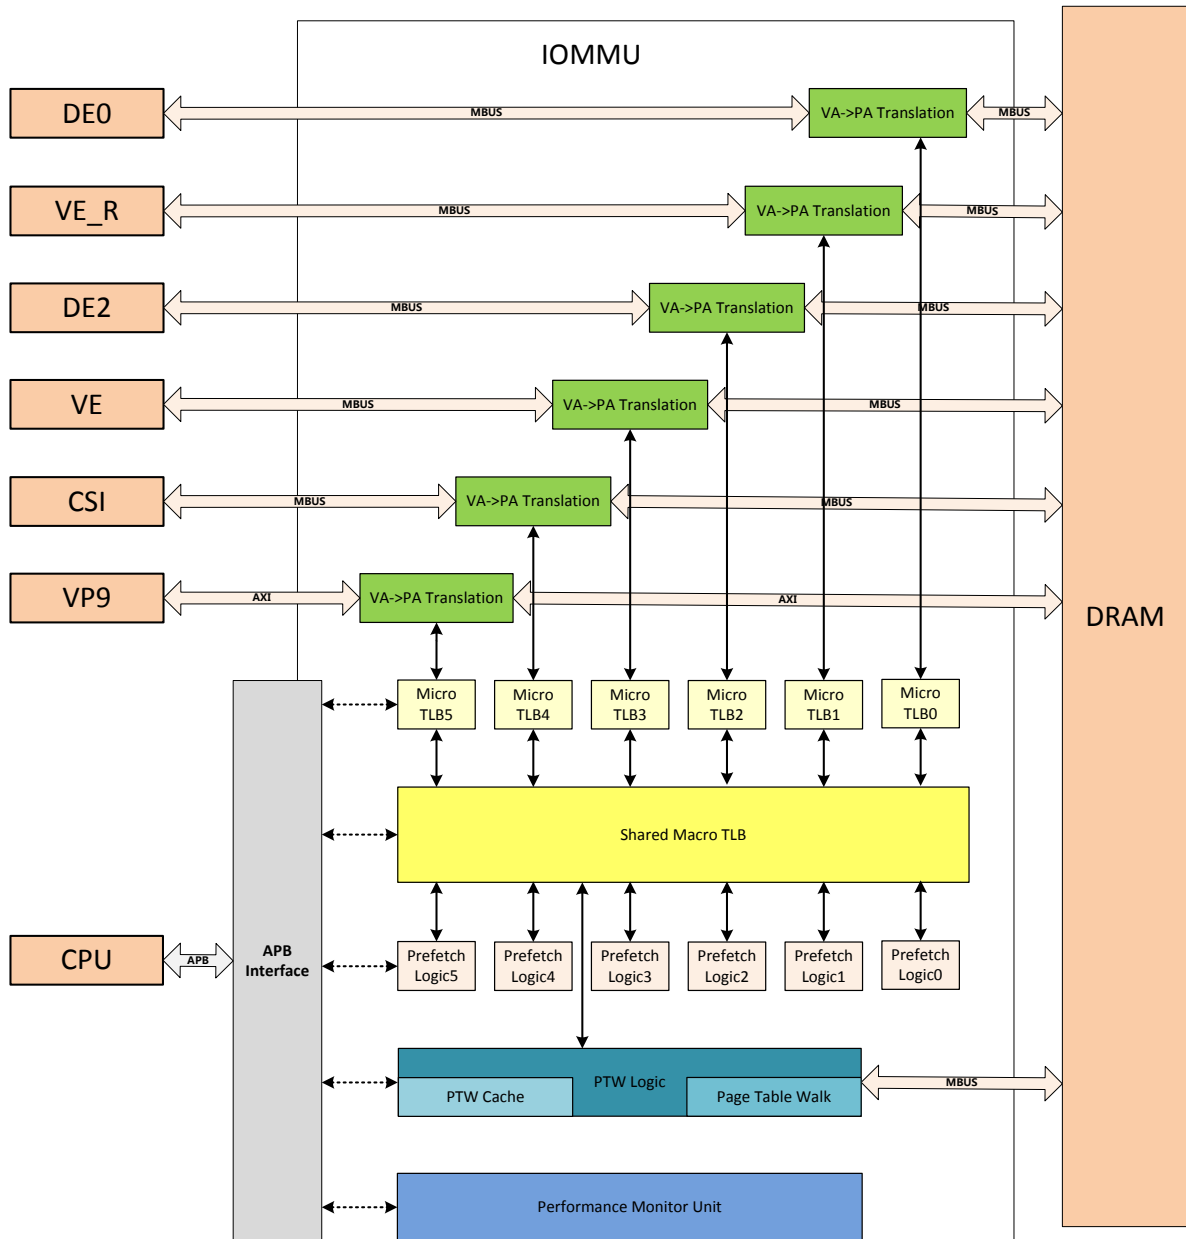 IOMMU
DE0
MBUS
VA->PA Translation
MBUS
VE_R
MBUS
VA->PA Translation
MBUS
DE2
MBUS
VA->PA Translation
MBUS
VE
MBUS
VA->PA Translation
MBUS
CSI
MBUS
VA->PA Translation
MBUS
VP9
AXI
VA->PA Translation
AXI
DRAM
Micro
TLB5
Micro
TLB4
Micro
TLB3
Micro
TLB2
Micro
TLB1
Micro
TLB0
Shared Macro TLB
CPU
APB
APB
Interface
Prefetch
Logic5
Prefetch
Logic4
Prefetch
Logic3
Prefetch
Logic2
Prefetch
Logic1
Prefetch
Logic0
PTW Logic
PTW Cache
Page Table Walk
MBUS
Performance Monitor Unit